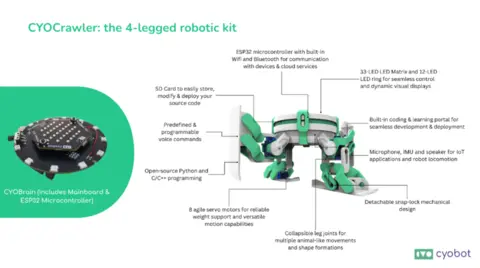 CYOCrawler: the 4-legged robotic kit
ESP32 microcontroller with built-in
Wifi and Bluetooth for communication
with devices & cloud services
33-LED LED Matrix and 12-LED
LED ring for seamless control
and dynamic visual displays
SD Card to easily store,
modify & deploy your
source code
Predefined &
programmable
voice commands
Built-in coding & learning portal for
seamless development & deployment
Microphone, IMU and speaker for IoT
applications and robot locomotion
Open-source Python and
C/C++ programming
CYOBrain (Includes Mainboard &
ESP32 Microcontroller)
8 agile servo motors for reliable
weight support and versatile
motion capabilities
Detachable snap-lock mechanical
design
Collapsible leg joints for
multiple animal-like movements
and shape formations
cyobot